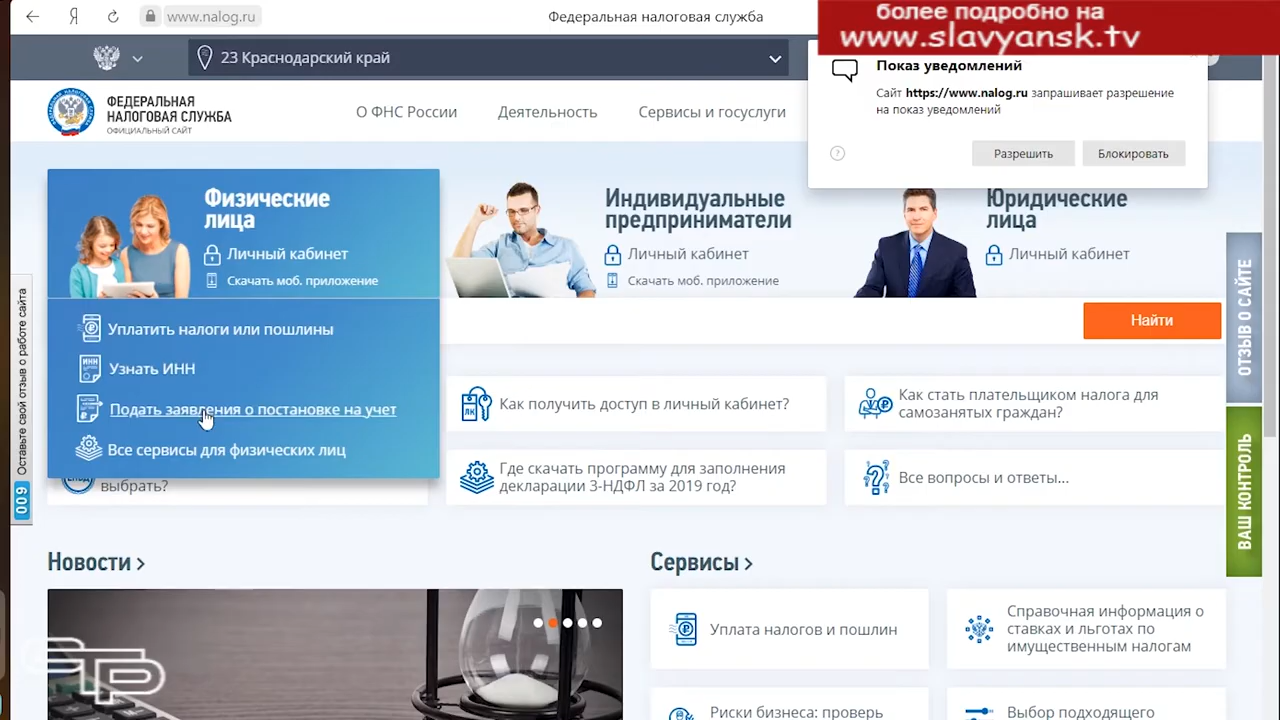 www.nalog.ru
Федеральная налоговая служба
более подробно на
www.slavyansk.tv
23 Краснодарский край
Показ уведомлений
Сайт https://www.nalog.ru запрашивает разрешение
на показ уведомлений
Разрешить
Блокировать
ФЕДЕРАЛЬНАЯ
НАЛОГОВАЯ СЛУЖБА
ОФИЦИАЛЬНЫЙ САЙТ
О ФНС России
Деятельность
Сервисы и госуслуги
Физические
лица
Личный кабинет
Скачать моб. приложение
Индивидуальные
предприниматели
Личный кабинет
Скачать моб. приложение
Юридические
лица
Личный кабинет
Уплатить налоги или пошлины
Узнать ИНН
Подать заявления о постановке на учет
Все сервисы для физических лиц
Найти
выбрать?
Как получить доступ в личный кабинет?
Как стать плательщиком налога для
самозанятых граждан?
Где скачать программу для заполнения
декларации 3-НДФЛ за 2019 год?
Все вопросы и ответы...
Оставьте свой отзыв о работе сайта
600
ОТЗЫВ О САЙТЕ
ВАШ КОНТРОЛЬ
Новости >
Сервисы >
Уплата налогов и пошлин
Справочная информация о
ставках и льготах по
имущественным налогам
Риски бизнеса: проверь
Выбор подходящего